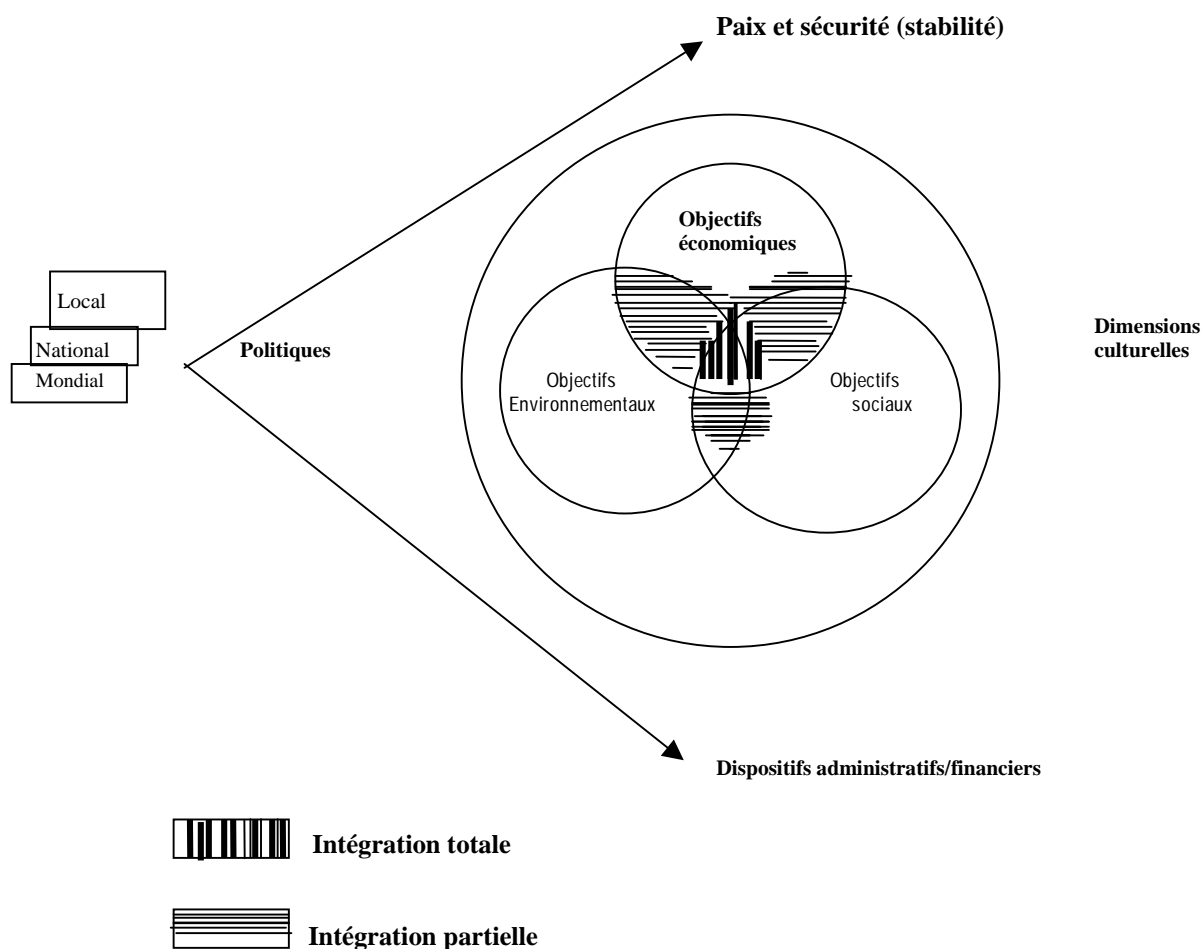 Paix et sécurité (stabilité)
Objectifs
économiques
Local
National
Mondial
Politiques
Dimensions
culturelles
Objectifs
Environnementaux
Objectifs
sociaux
Dispositifs administratifs/financiers
Intégration totale
Intégration partielle